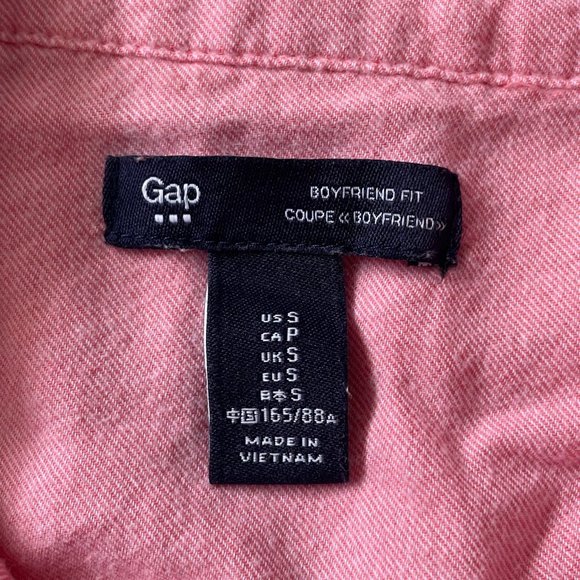 Gap
BOYFRIEND FIT
COUPE « BOYFRIEND »
US S
CA P
UK S
EU S
日本 S
中国 165/88A
MADE IN
VIETNAM